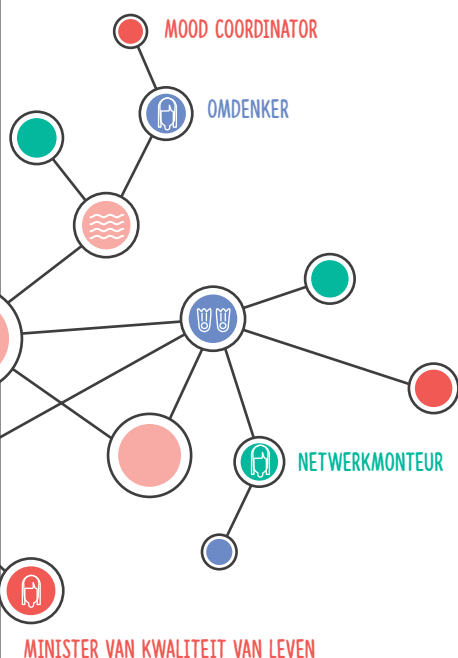 MOOD COORDINATOR
OMDENKER
NETWERKMONTEUR
MINISTER VAN KWALITEIT VAN LEVEN